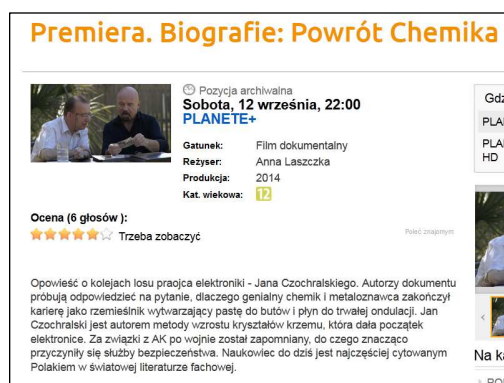 Premiera. Biografie: Powrót Chemika
Pozycja archiwalna
Sobota, 12 września, 22:00
PLANETE+
Gatunek: Film dokumentalny
Reżyser: Anna Laszczka
Produkcja: 2014
Kat. wiekowa: 12
Ocena (6 głosów ):
Trzeba zobaczyć
Poleć znajomym
Opowieść o kolejach losu praojca elektroniki - Jana Czochralskiego. Autorzy dokumentu
próbują odpowiedzieć na pytanie, dlaczego genialny chemik i metaloznawca zakończył
karierę jako rzemieślnik wytwarzający pastę do butów i płyn do trwałej ondulacji. Jan
Czochralski jest autorem metody wzrostu kryształów krzemu, która dała początek
elektronice. Za związki z AK po wojnie został zapomniany, do czego znacząco
przyczyniły się służby bezpieczeństwa. Naukowiec do dziś jest najczęściej cytowanym
Polakiem w światowej literaturze fachowej.
Gdz
PLA
PLA
HD
Na ka